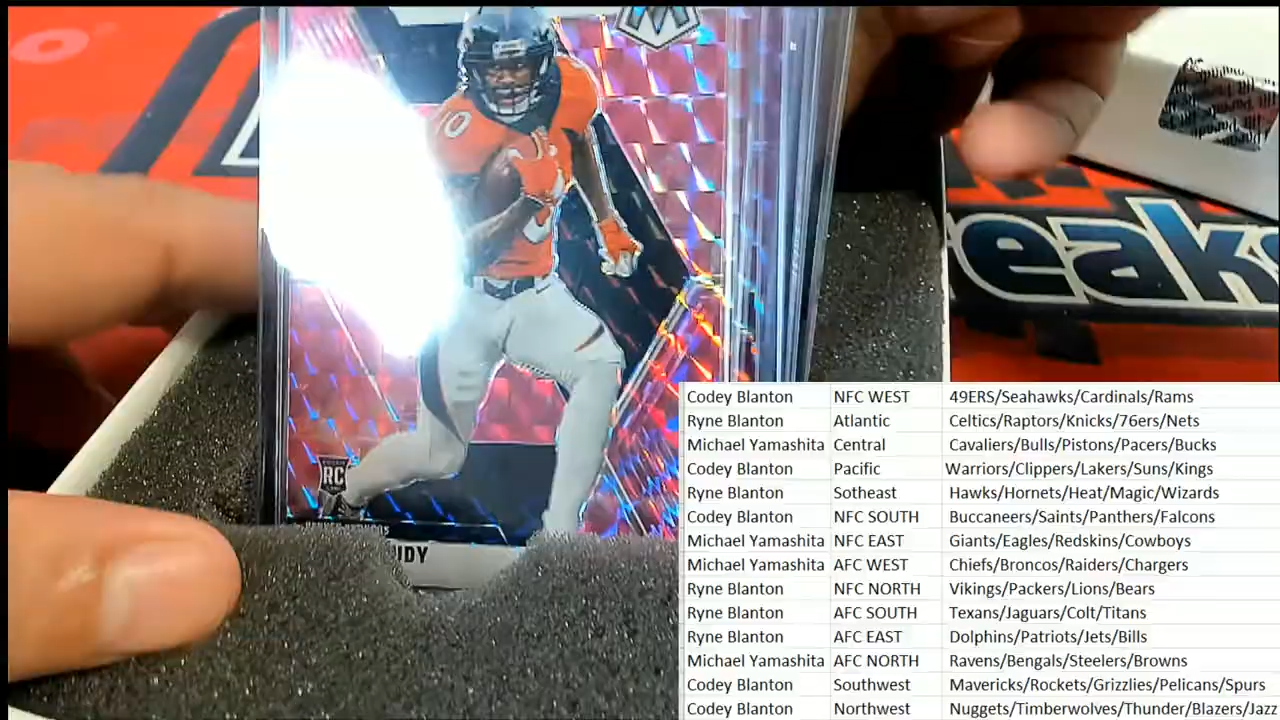 10
RC
UDY
eaks
Codey Blanton NFC WEST 49ERS/Seahawks/Cardinals/Rams
Ryne Blanton Atlantic Celtics/Raptors/Knicks/76ers/Nets
Michael Yamashita Central Cavaliers/Bulls/Pistons/Pacers/Bucks
Codey Blanton Pacific Warriors/Clippers/Lakers/Suns/Kings
Ryne Blanton Sotheast Hawks/Hornets/Heat/Magic/Wizards
Codey Blanton NFC SOUTH Buccaneers/Saints/Panthers/Falcons
Michael Yamashita NFC EAST Giants/Eagles/Redskins/Cowboys
Michael Yamashita AFC WEST Chiefs/Broncos/Raiders/Chargers
Ryne Blanton NFC NORTH Vikings/Packers/Lions/Bears
Ryne Blanton AFC SOUTH Texans/Jaguars/Colt/Titans
Ryne Blanton AFC EAST Dolphins/Patriots/Jets/Bills
Michael Yamashita AFC NORTH Ravens/Bengals/Steelers/Browns
Codey Blanton Southwest Mavericks/Rockets/Grizzlies/Pelicans/Spurs
Codey Blanton Northwest Nuggets/Timberwolves/Thunder/Blazers/Jazz